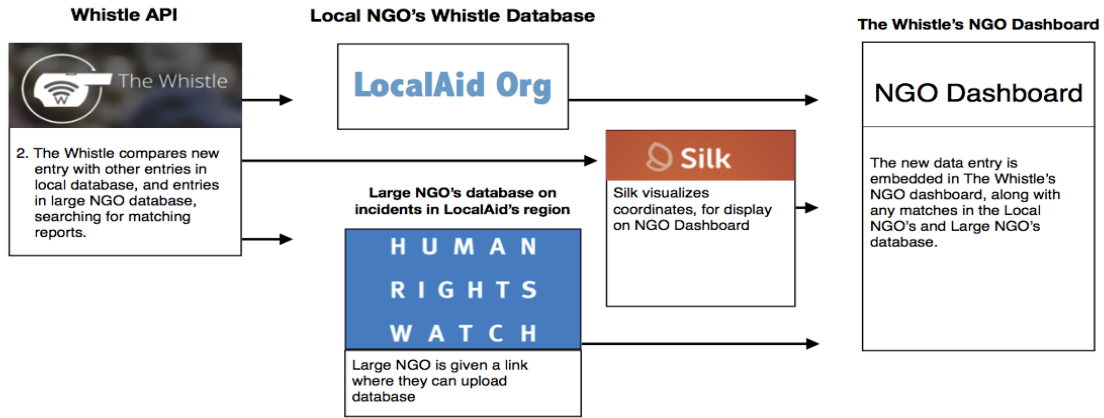 Whistle API
The Whistle
W
2. The Whistle compares new
entry with other entries in
local database, and entries
in large NGO database,
searching for matching
reports.
Local NGO's Whistle Database
LocalAid Org
Large NGO's database on
incidents in LocalAid's region
HUMAN
RIGHTS
WATCH
Large NGO is given a link
where they can upload
database
Silk
Silk visualizes
coordinates, for display
on NGO Dashboard
The Whistle's NGO Dashboard
NGO Dashboard
The new data entry is
embedded in The Whistle's
NGO dashboard, along with
any matches in the Local
NGO's and Large NGO's
database.